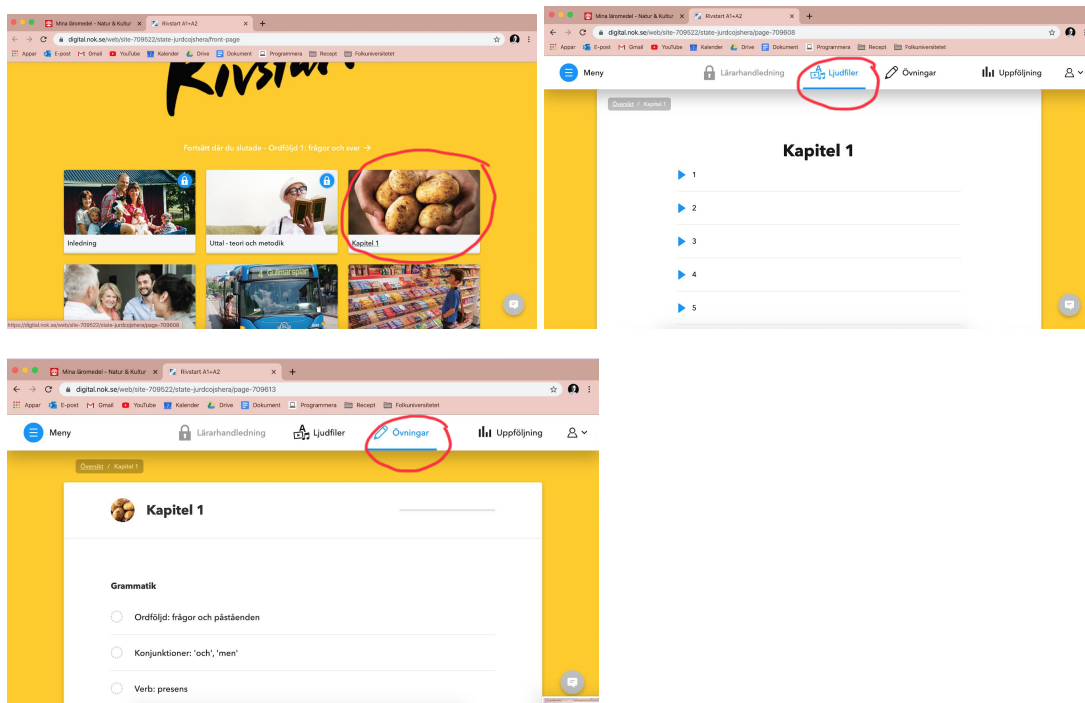 Mina läromedel - Natur & Kultur
Rivstart A1+A2
digital.nok.se/web/site-709522/state-jurdcojshera/front-page
Appar E-post Gmail YouTube Kalender Drive Dokument Programmera Recept Folkuniversitetet
Rivstart
Fortsätt där du slutade – Ordföljd 1: frågor och svar →
Inledning
Uttal - teori och metodik
Kapitel 1
4 Gullmarsplan
https://digital.nok.se/web/site-709522/state-jurdcojshera/page-709608
Mina läromedel - Natur & Kultur
Rivstart A1+A2
digital.nok.se/web/site-709522/state-jurdcojshera/page-709608
Appar E-post Gmail YouTube Kalender Drive Dokument Programmera Recept Folkuniversitetet
Meny Lärarhandledning Ljudfiler Övningar Uppföljning
Översikt / Kapitel 1
Kapitel 1
1
2
3
4
5
Mina läromedel - Natur & Kultur
Rivstart A1+A2
digital.nok.se/web/site-709522/state-jurdcojshera/page-709613
Appar E-post Gmail YouTube Kalender Drive Dokument Programmera Recept Folkuniversitetet
Meny Lärarhandledning Ljudfiler Övningar Uppföljning
Översikt / Kapitel 1
Kapitel 1
Grammatik
Ordföljd: frågor och påståenden
Konjunktioner: 'och', 'men'
Verb: presens